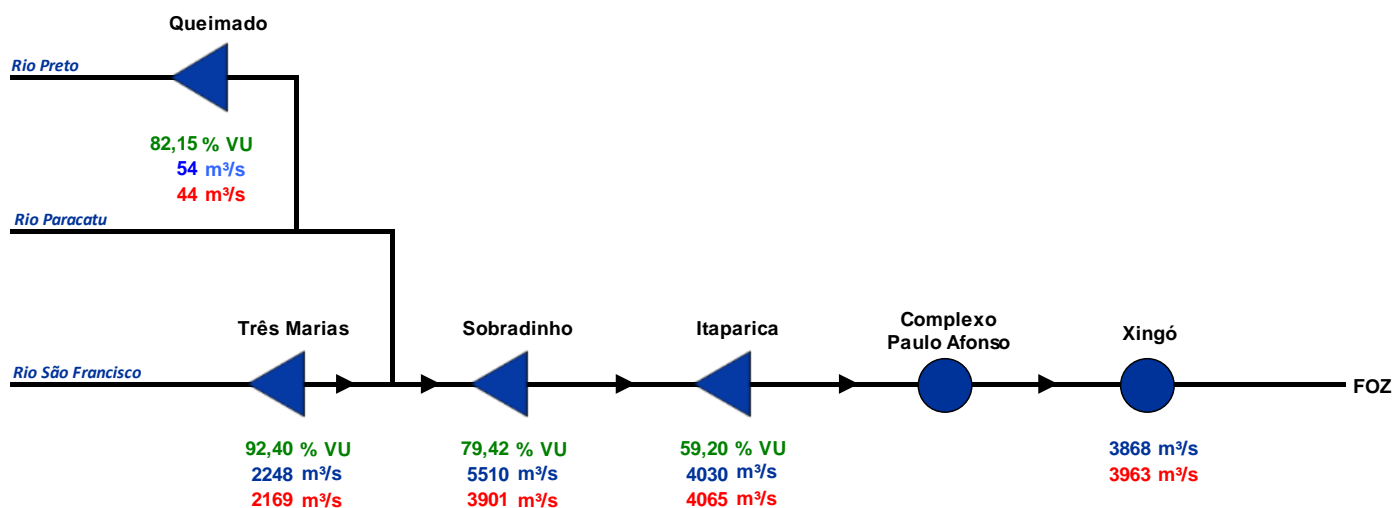 Queimado
Rio Preto
82,15 % VU
54 m³/s
44 m³/s
Rio Paracatu
Três Marias
Sobradinho
Itaparica
Complexo
Paulo Afonso
Xingó
Rio São Francisco
FOZ
92,40 % VU
2248 m³/s
2169 m³/s
79,42 % VU
5510 m³/s
3901 m³/s
59,20 % VU
4030 m³/s
4065 m³/s
3868 m³/s
3963 m³/s